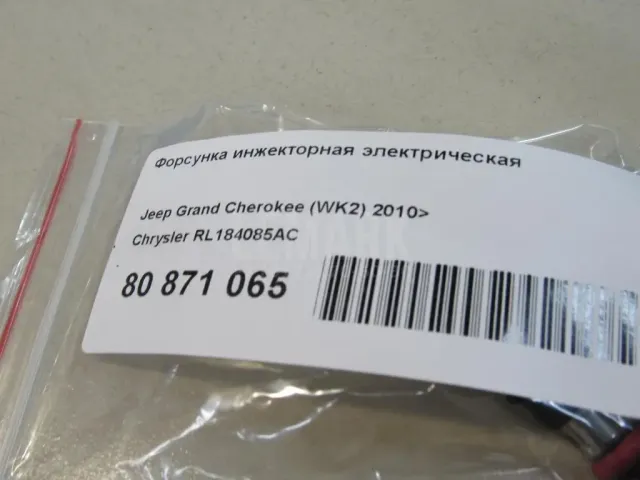 Форсунка инжекторная электрическая
Jeep Grand Cherokee (WK2) 2010>
Chrysler RL184085AC
80 871 065